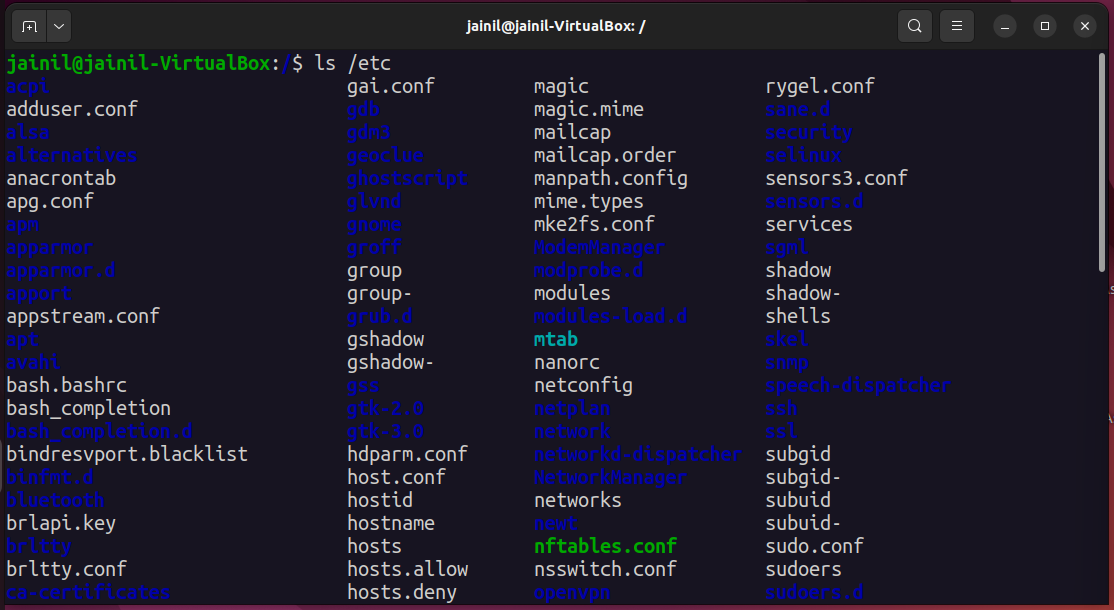 jainil@jainil-VirtualBox: /
jainil@jainil-VirtualBox:/$ ls /etc
acpi gai.conf magic rygel.conf
adduser.conf gdb magic.mime sane.d
alsa gdm3 mailcap security
alternatives geoclue mailcap.order selinux
anacrontab ghostscript manpath.config sensors3.conf
apg.conf glvnd mime.types sensors.d
apm gnome mke2fs.conf services
apparmor groff ModemManager sgml
apparmor.d group modprobe.d shadow
apport group- modules shadow-
appstream.conf grub.d modules-load.d shells
apt gshadow mtab skel
avahi gshadow- nanorc snmp
bash.bashrc gss netconfig speech-dispatcher
bash_completion gtk-2.0 netplan ssh
bash_completion.d gtk-3.0 network ssl
bindresvport.blacklist hdparm.conf networkd-dispatcher subgid
binfmt.d host.conf NetworkManager subgid-
bluetooth hostid networks subuid
brlapi.key hostname newt subuid-
brltty hosts nftables.conf sudo.conf
brltty.conf hosts.allow nsswitch.conf sudoers
ca-certificates hosts.deny openvpn sudoers.d